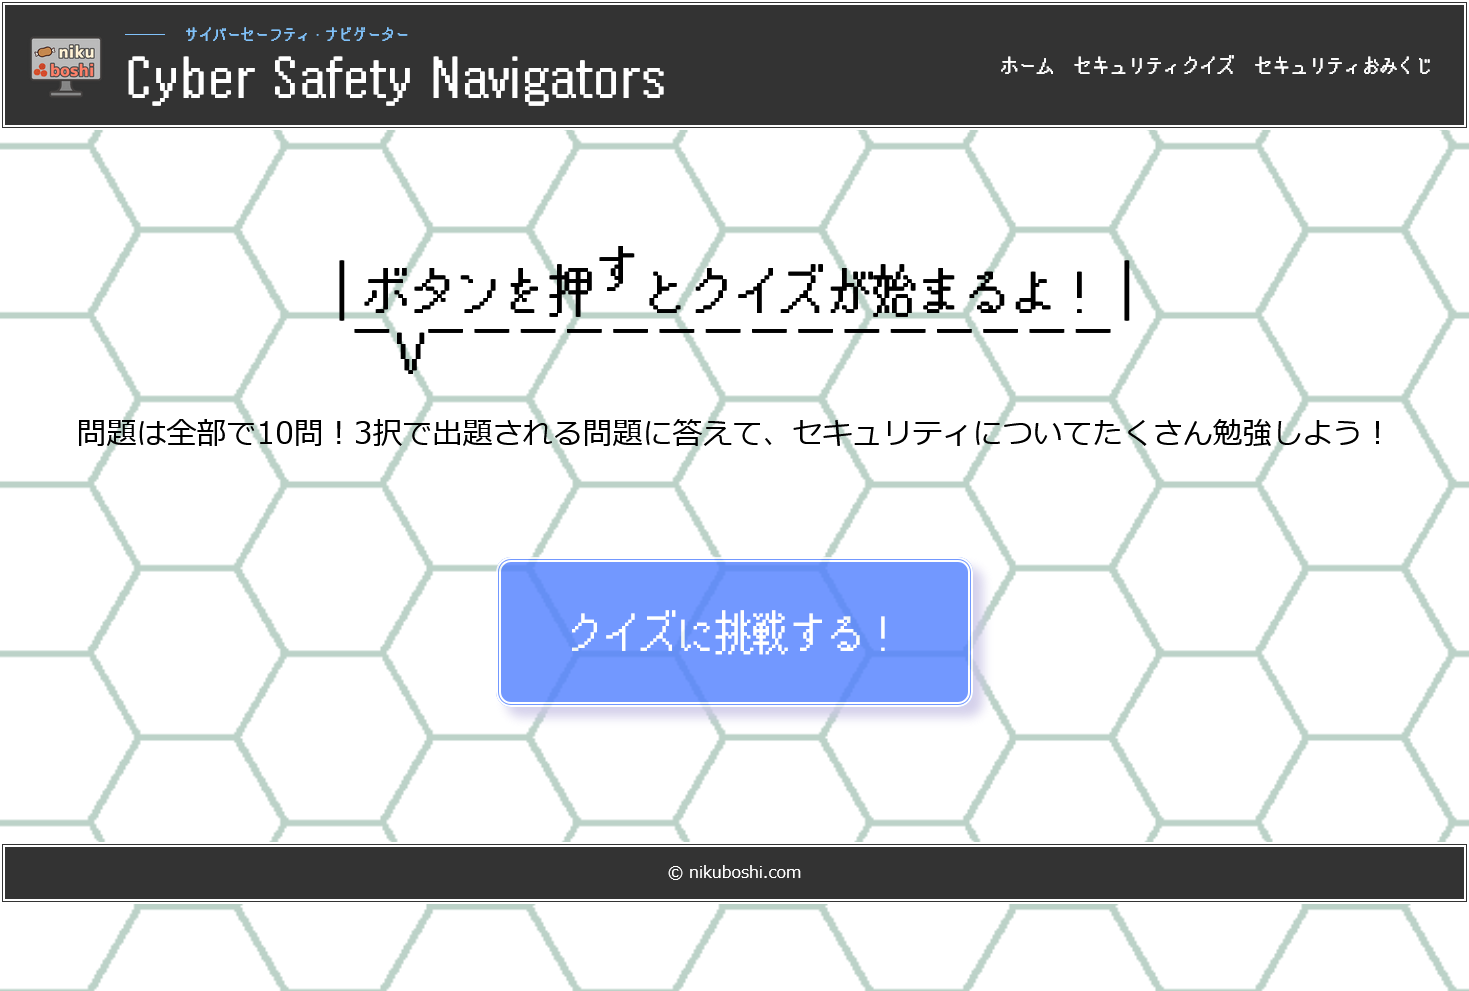 niku
boshi
サイバーセーフティ・ナビゲーター
Cyber Safety Navigators
ホーム セキュリティクイズ セキュリティおみくじ
|ボタンを押すとクイズが始まるよ！|
￣V￣￣￣￣￣￣￣￣￣￣￣￣￣￣￣
問題は全部で10問！3択で出題される問題に答えて、セキュリティについてたくさん勉強しよう！
クイズに挑戦する！
© nikuboshi.com